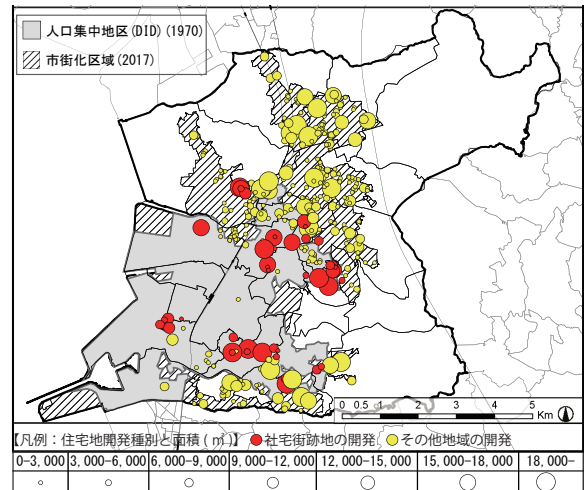 人口集中地区(DID)(1970)
市街化区域(2017)
0 0.5 1 2 3 4 5
Km
【凡例：住宅地開発種別と面積(㎡)】 社宅街跡地の開発 その他地域の開発
0-3,000 3,000-6,000 6,000-9,000 9,000-12,000 12,000-15,000 15,000-18,000 18,000-